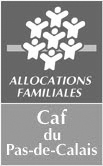 ALLOCATIONS
FAMILIALES
Caf
du
Pas-de-Calais